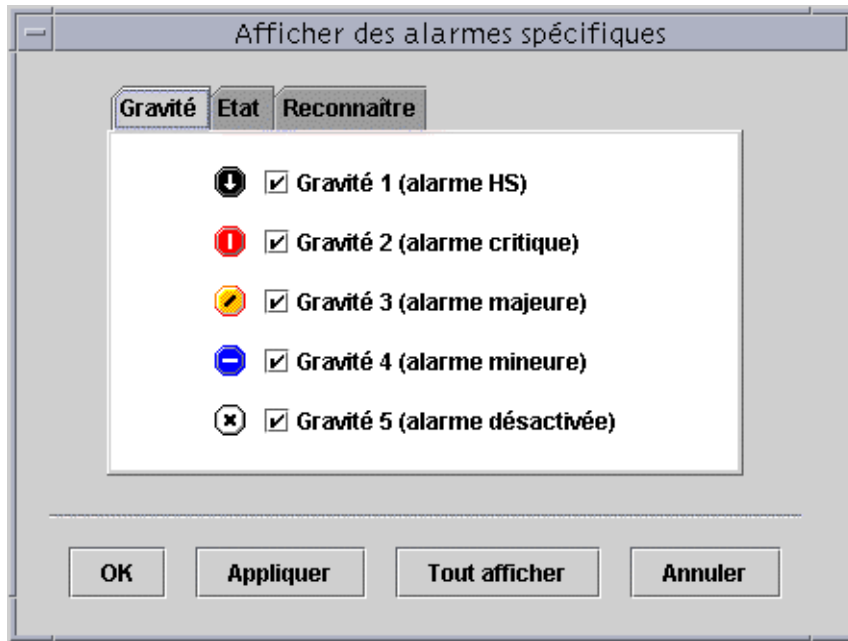 Afficher des alarmes spécifiques
Gravité Etat Reconnaître
Gravité 1 (alarme HS)
Gravité 2 (alarme critique)
Gravité 3 (alarme majeure)
Gravité 4 (alarme mineure)
Gravité 5 (alarme désactivée)
OK Appliquer Tout afficher Annuler